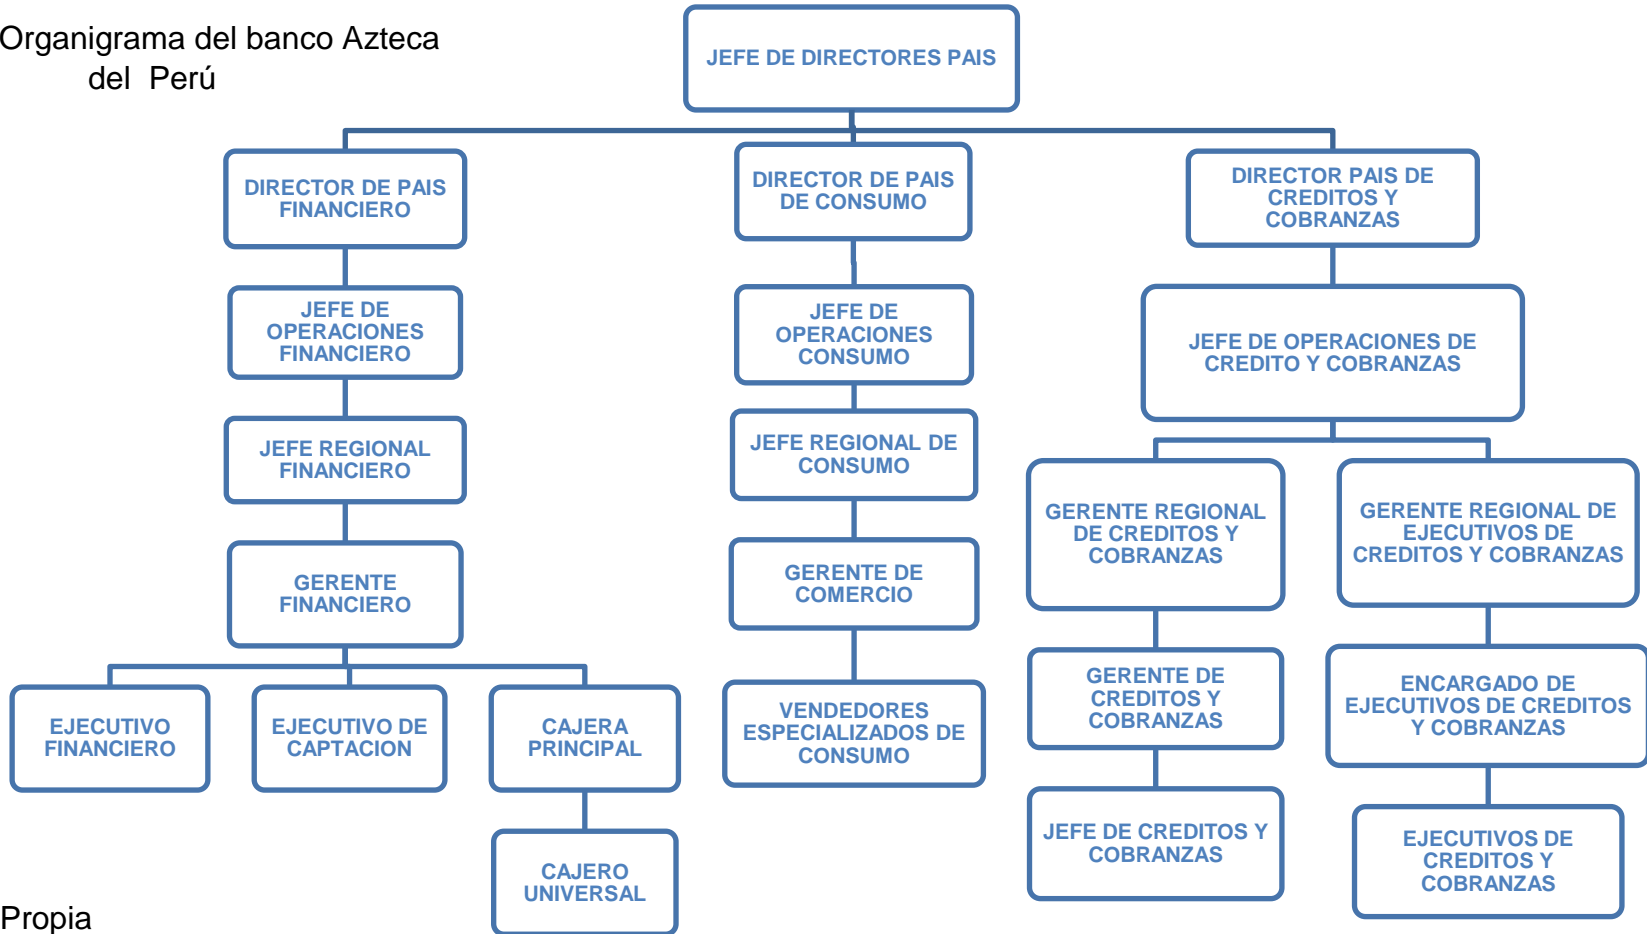 Organigrama del banco Azteca
del Perú
JEFE DE DIRECTORES PAIS
DIRECTOR DE PAIS
FINANCIERO
DIRECTOR DE PAIS
DE CONSUMO
DIRECTOR PAIS DE
CREDITOS Y
COBRANZAS
JEFE DE
OPERACIONES
FINANCIERO
JEFE DE
OPERACIONES
CONSUMO
JEFE DE OPERACIONES DE
CREDITO Y COBRANZAS
JEFE REGIONAL
FINANCIERO
JEFE REGIONAL DE
CONSUMO
GERENTE REGIONAL
DE CREDITOS Y
COBRANZAS
GERENTE REGIONAL DE
EJECUTIVOS DE
CREDITOS Y COBRANZAS
GERENTE
FINANCIERO
GERENTE DE
COMERCIO
GERENTE DE
CREDITOS Y
COBRANZAS
ENCARGADO DE
EJECUTIVOS DE CREDITOS
Y COBRANZAS
EJECUTIVO
FINANCIERO
EJECUTIVO DE
CAPTACION
CAJERA
PRINCIPAL
VENDEDORES
ESPECIALIZADOS DE
CONSUMO
JEFE DE CREDITOS Y
COBRANZAS
EJECUTIVOS DE
CREDITOS Y
COBRANZAS
CAJERO
UNIVERSAL
Propia